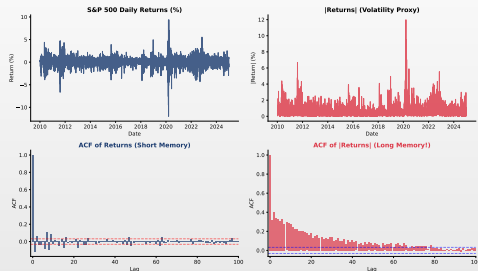 S&P 500 Daily Returns (%)
Return (%)
10
5
0
−5
−10
2010 2012 2014 2016 2018 2020 2022 2024
Date
|Returns| (Volatility Proxy)
|Return| (%)
12
10
8
6
4
2
0
2010 2012 2014 2016 2018 2020 2022 2024
Date
ACF of Returns (Short Memory)
ACF
1.0
0.8
0.6
0.4
0.2
0.0
0 20 40 60 80 100
Lag
ACF of |Returns| (Long Memory!)
ACF
1.0
0.8
0.6
0.4
0.2
0.0
0 20 40 60 80 100
Lag